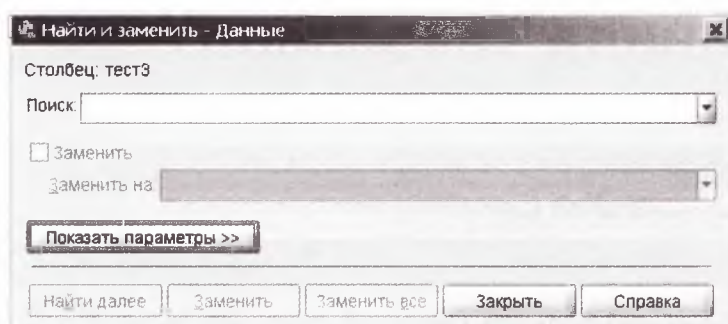 Найти и заменить - Данные
Столбец: тест3
Поиск:
Заменить
Заменить на:
Показать параметры >>
Найти далее Заменить Заменить все Закрыть Справка